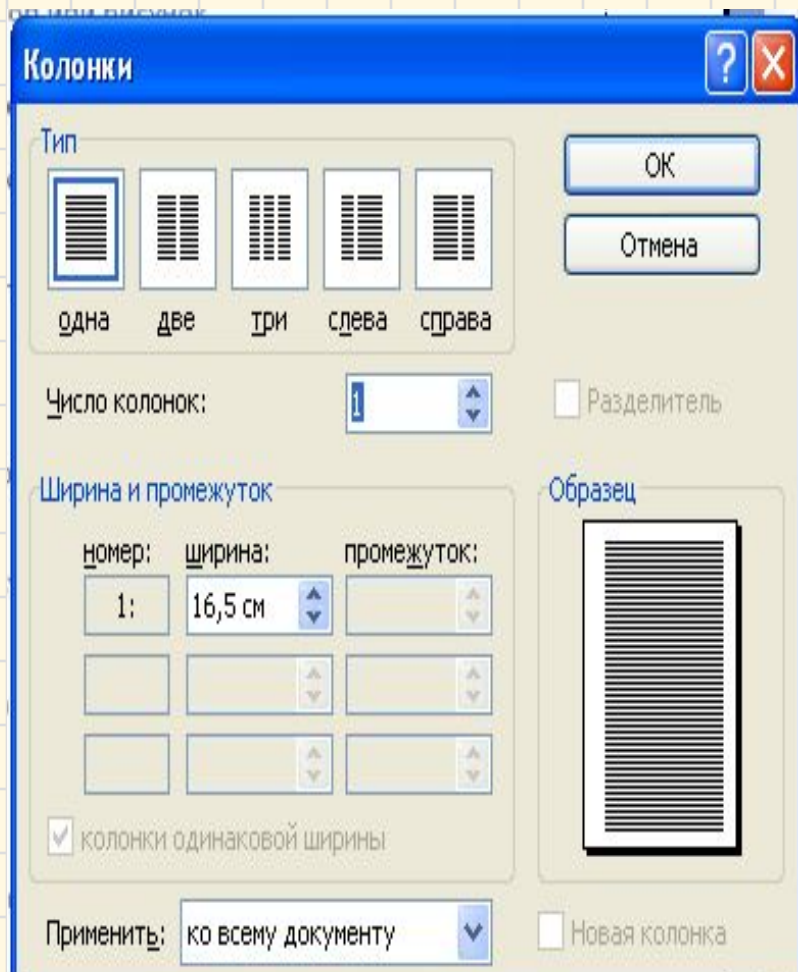 Колонки
Тип
ОК
Отмена
одна две три слева справа
Число колонок: 1 Разделитель
Ширина и промежуток Образец
номер: ширина: промежуток:
1: 16,5 см
колонки одинаковой ширины
Применить: ко всему документу Новая колонка